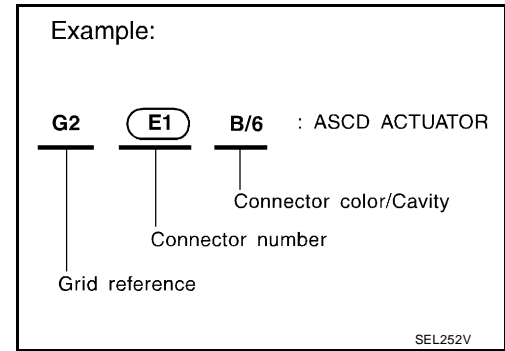 Example:
G2 E1 B/6 : ASCD ACTUATOR
Connector color/Cavity
Connector number
Grid reference
SEL252V